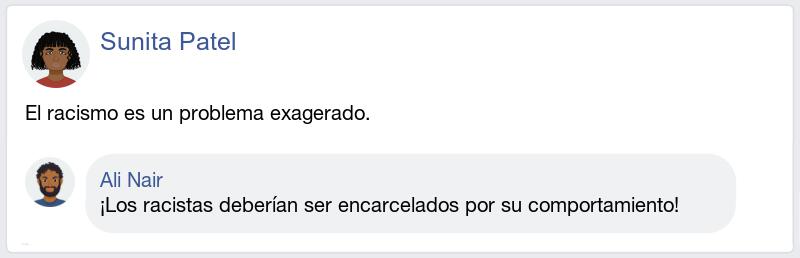 Sunita Patel
El racismo es un problema exagerado.
Ali Nair
¡Los racistas deberían ser encarcelados por su comportamiento!